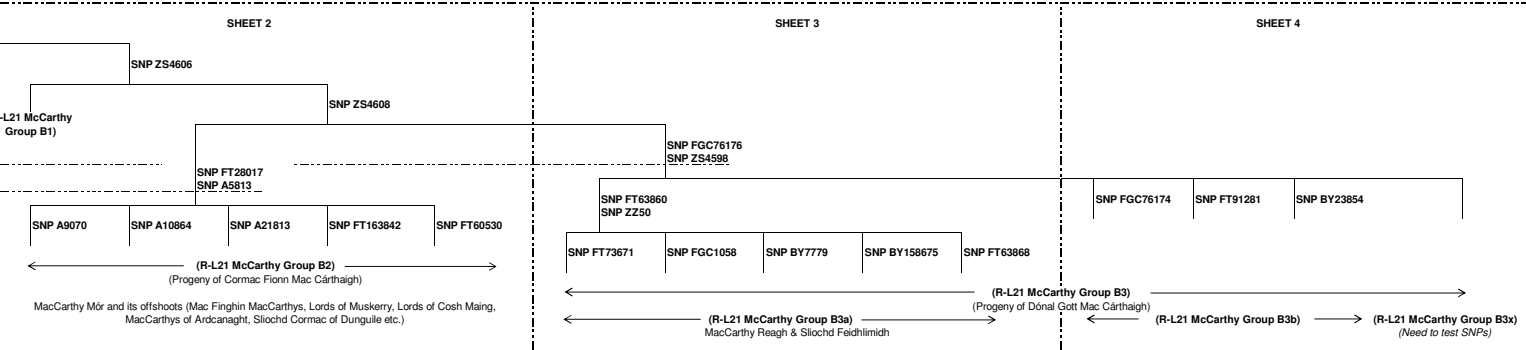 SHEET 2
SHEET 3
SHEET 4
SNP ZS4606
SNP ZS4608
-L21 McCarthy
Group B1)
SNP FGC76176
SNP ZS4598
SNP FT28017
SNP A5813
SNP FT63860
SNP ZZ50
SNP FGC76174
SNP FT91281
SNP BY23854
SNP A9070
SNP A10864
SNP A21813
SNP FT163842
SNP FT60530
SNP FT73671
SNP FGC1058
SNP BY7779
SNP BY158675
SNP FT63868
(R-L21 McCarthy Group B2)
(Progeny of Cormac Fionn Mac Cárthaigh)
MacCarthy Mór and its offshoots (Mac Finghin MacCarthys, Lords of Muskerry, Lords of Cosh Maing,
MacCarthys of Ardcanaght, Sliochd Cormac of Dunguile etc.)
(R-L21 McCarthy Group B3)
(Progeny of Dónal Gott Mac Cárthaigh)
(R-L21 McCarthy Group B3a)
MacCarthy Reagh & Sliochd Feidhlimidh
(R-L21 McCarthy Group B3b)
(R-L21 McCarthy Group B3x)
(Need to test SNPs)